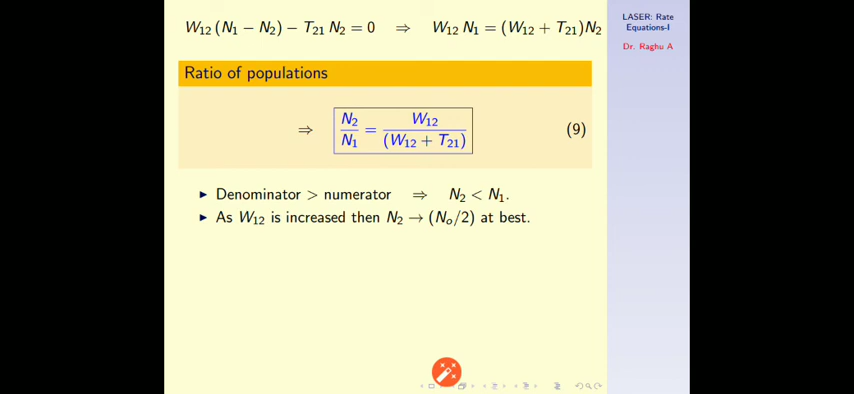 W₁₂ (N₁ − N₂) − T₂₁ N₂ = 0 ⇒ W₁₂ N₁ = (W₁₂ + T₂₁)N₂
LASER: Rate
Equations-I
Dr. Raghu A
Ratio of populations
⇒ N₂/N₁ = W₁₂/(W₁₂ + T₂₁) (9)
▶ Denominator > numerator ⇒ N₂ < N₁.
▶ As W₁₂ is increased then N₂ → (Nₒ/2) at best.